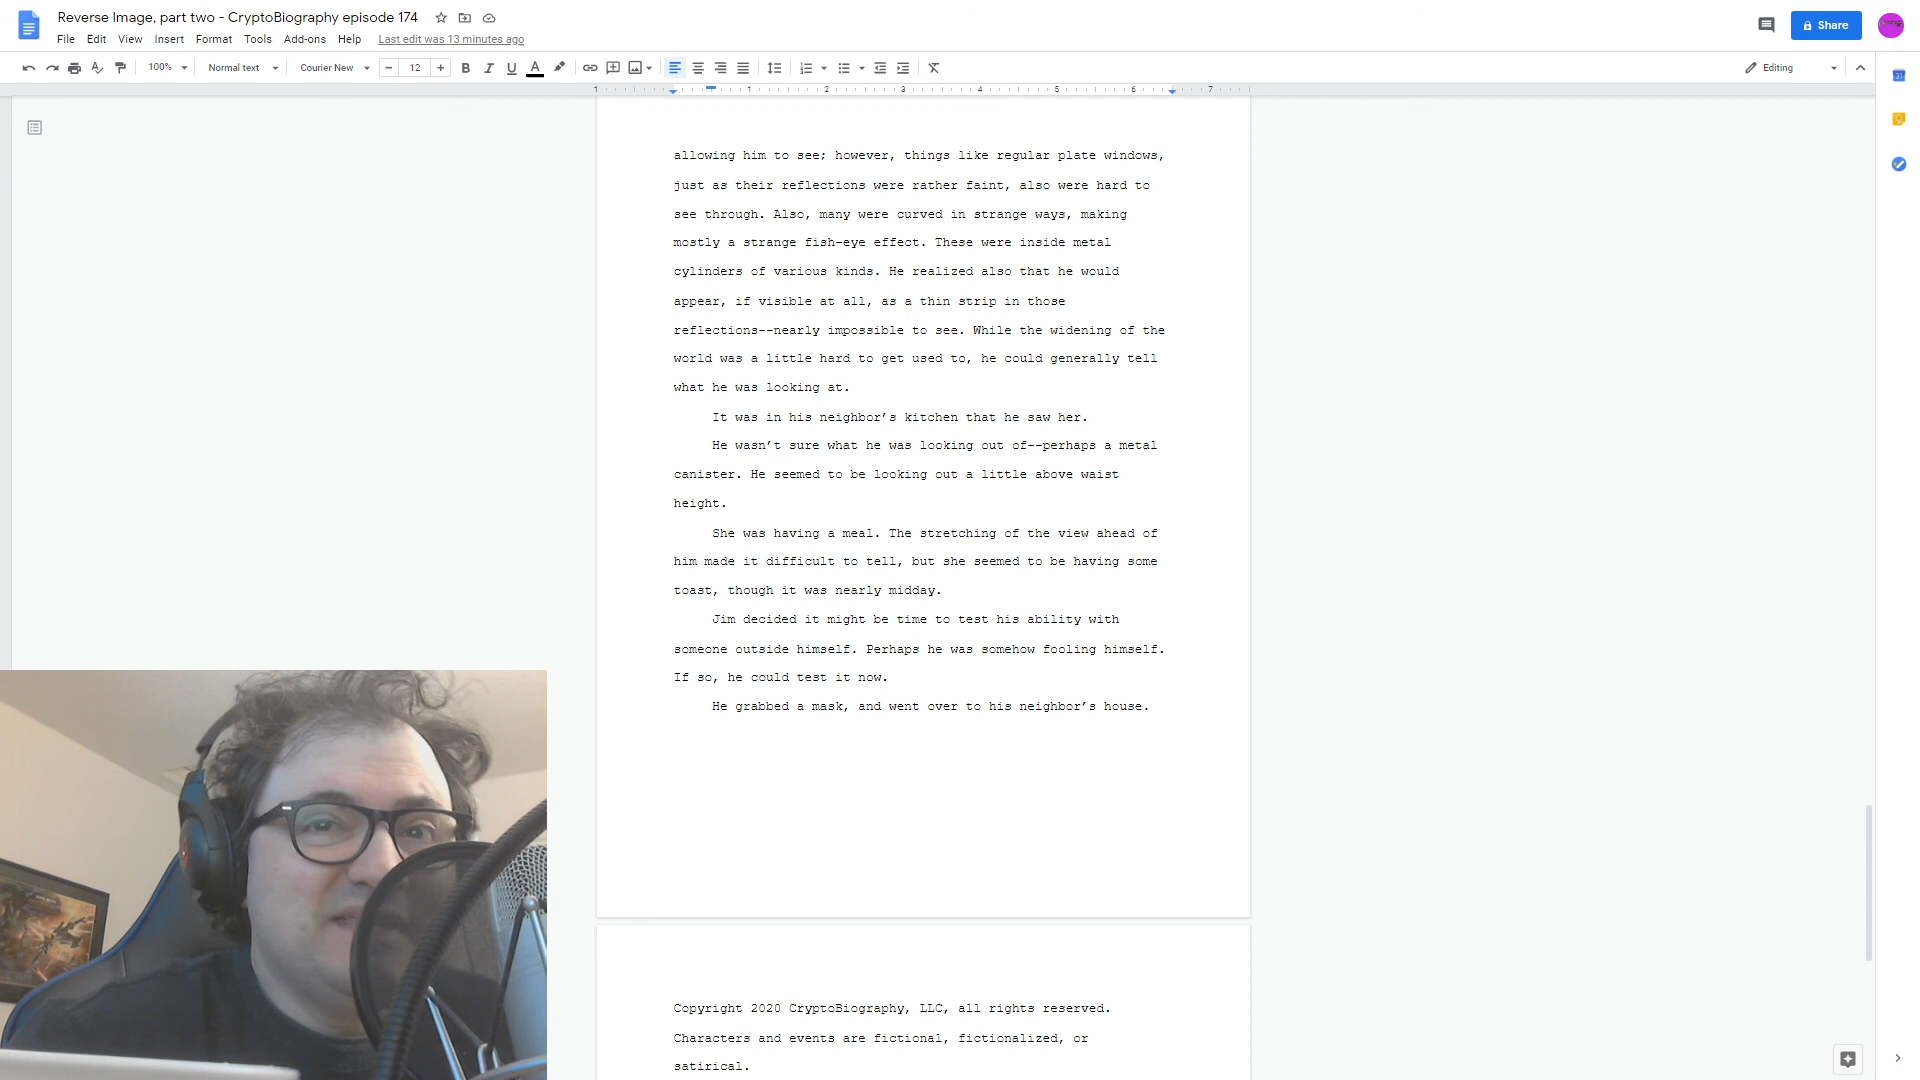 Reverse Image, part two - CryptoBiography episode 174
File Edit View Insert Format Tools Add-ons Help Last edit was 13 minutes ago
Share
100% Normal text Courier New 12 B I U A Editing
1 1 2 3 4 5 6 7
31
allowing him to see; however, things like regular plate windows,
just as their reflections were rather faint, also were hard to
see through. Also, many were curved in strange ways, making
mostly a strange fish-eye effect. These were inside metal
cylinders of various kinds. He realized also that he would
appear, if visible at all, as a thin strip in those
reflections--nearly impossible to see. While the widening of the
world was a little hard to get used to, he could generally tell
what he was looking at.
It was in his neighbor’s kitchen that he saw her.
He wasn’t sure what he was looking out of--perhaps a metal
canister. He seemed to be looking out a little above waist
height.
She was having a meal. The stretching of the view ahead of
him made it difficult to tell, but she seemed to be having some
toast, though it was nearly midday.
Jim decided it might be time to test his ability with
someone outside himself. Perhaps he was somehow fooling himself.
If so, he could test it now.
He grabbed a mask, and went over to his neighbor’s house.
Copyright 2020 CryptoBiography, LLC, all rights reserved.
Characters and events are fictional, fictionalized, or
satirical.